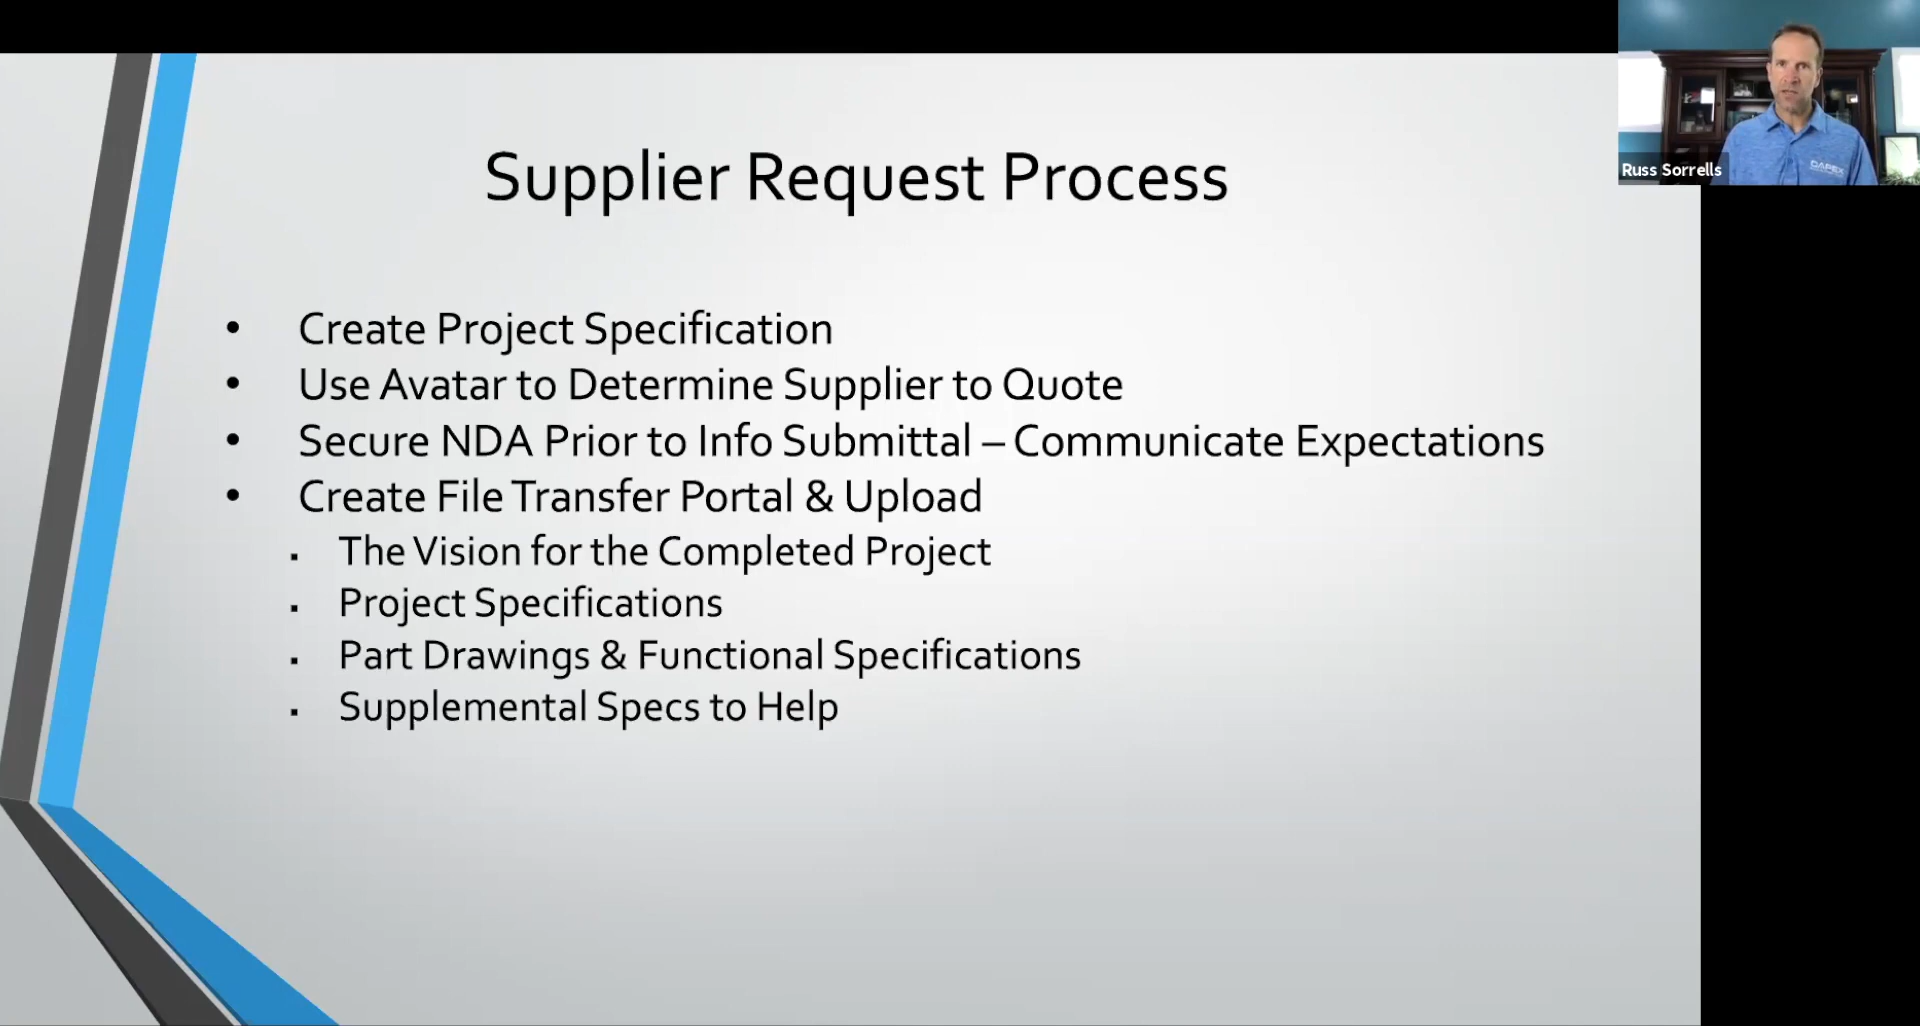 Supplier Request Process
• Create Project Specification
• Use Avatar to Determine Supplier to Quote
• Secure NDA Prior to Info Submittal – Communicate Expectations
• Create File Transfer Portal & Upload
▪ The Vision for the Completed Project
▪ Project Specifications
▪ Part Drawings & Functional Specifications
▪ Supplemental Specs to Help
Russ Sorrells
DAREX